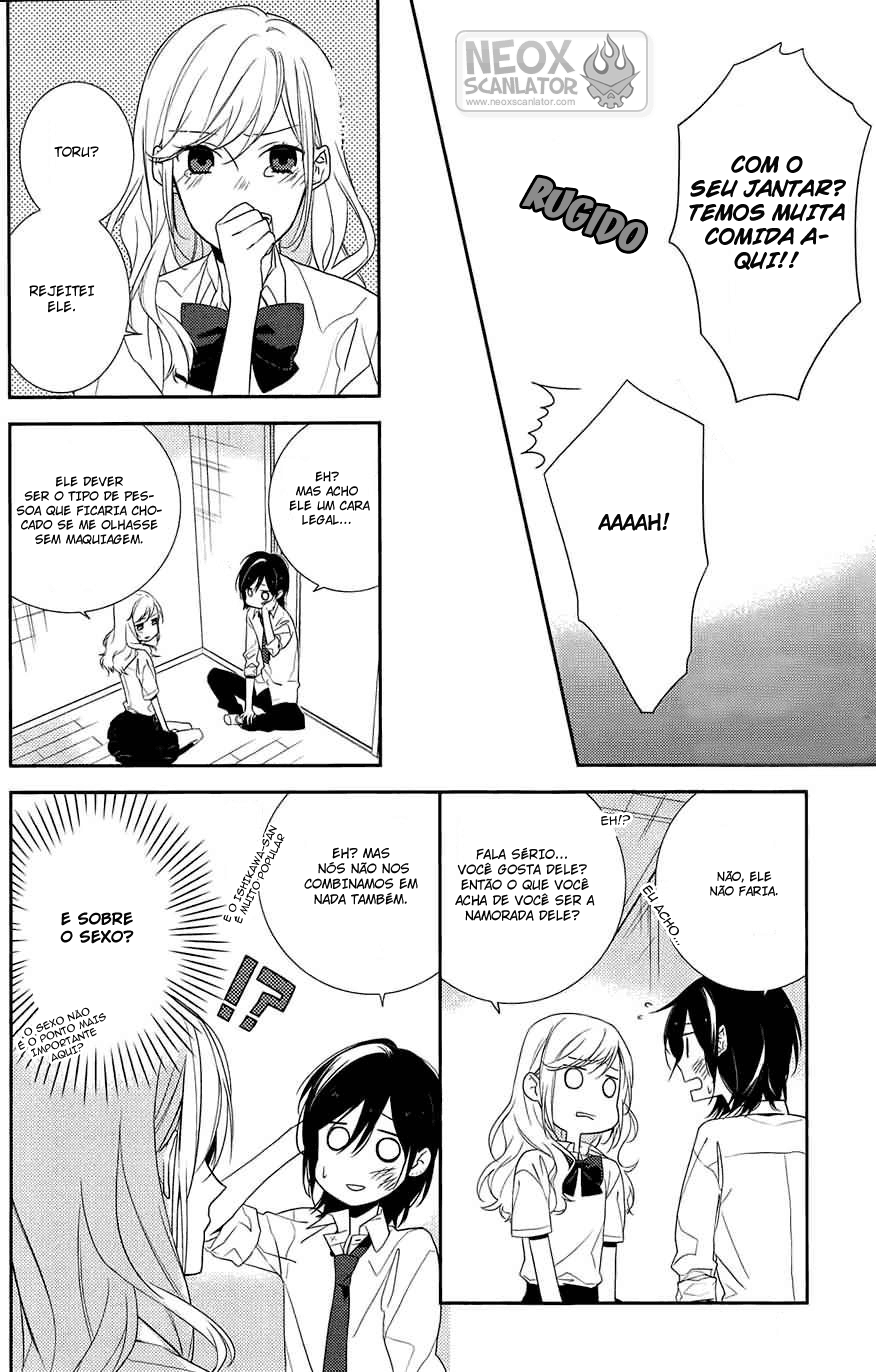 NEOX
SCANLATOR
www.neoxscanlator.com
COM O
SEU JANTAR?
TEMOS MUITA
COMIDA A-
QUI!!
RUGIDO
AAAAH!
TORU?
REJEITEI
ELE.
EH?
MAS ACHO
ELE UM CARA
LEGAL...
ELE DEVER
SER O TIPO DE PES-
SOA QUE FICARIA CHO-
CADO SE ME OLHASSE
SEM MAQUIAGEM.
NÃO, ELE
NÃO FARIA.
EU ACHO...
EH!?
FALA SÉRIO...
VOCÊ GOSTA DELE?
ENTÃO O QUE VOCÊ
ACHA DE VOCÊ SER A
NAMORADA DELE?
EH? MAS
NÓS NÃO NOS
COMBINAMOS EM
NADA TAMBÉM.
E O ISHIKAWA-SAN
É MUITO POPULAR
!?
E SOBRE
O SEXO?
O SEXO NÃO
É O PONTO MAIS
IMPORTANTE
AQUI?